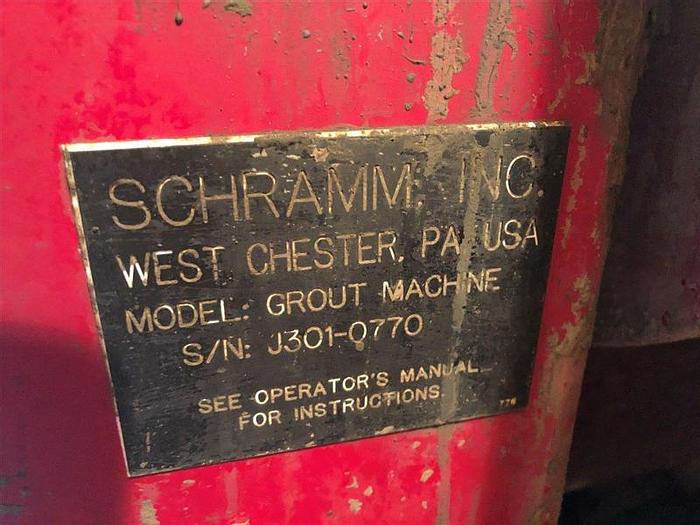 SCHRAMM, INC.
WEST CHESTER, PA USA
MODEL: GROUT MACHINE
S/N: J301-0770
SEE OPERATOR'S MANUAL
FOR INSTRUCTIONS.